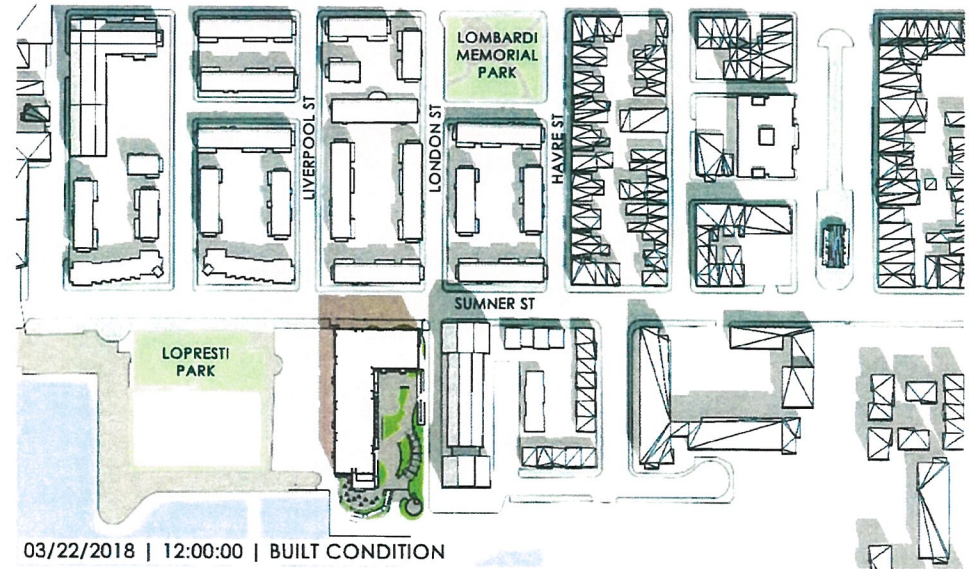 LOMBARDI
MEMORIAL
PARK
LIVERPOOL ST
LONDON ST
HAVRE ST
SUMNER ST
LOPRESTI
PARK
03/22/2018 | 12:00:00 | BUILT CONDITION